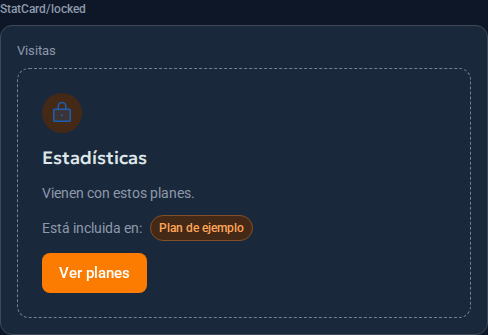 StatCard/locked
Visitas
Estadísticas
Vienen con estos planes.
Está incluida en: Plan de ejemplo
Ver planes